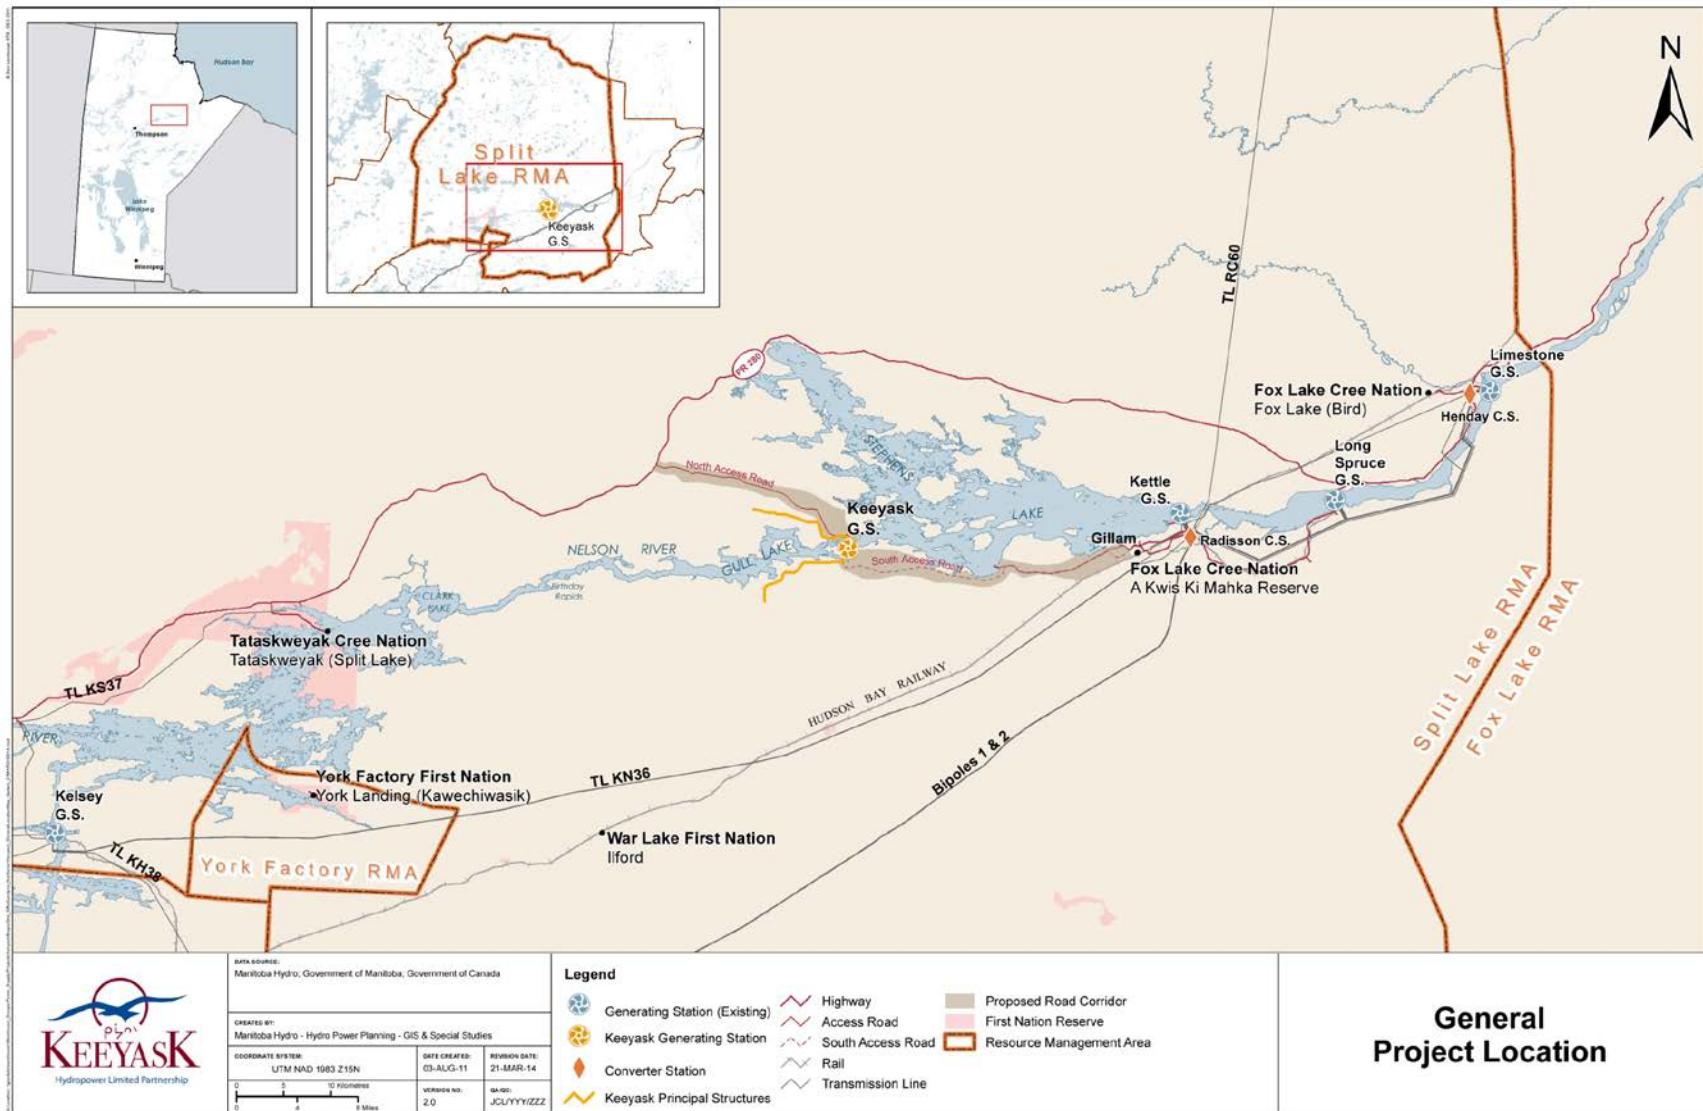 Hudson bay
Thompson
Lake
Winnipeg
Winnipeg
Split
Lake RMA
Keeyask
G.S.
N
TL RC60
PR 280
Limestone
G.S.
Fox Lake Cree Nation
Fox Lake (Bird)
Henday C.S.
Long
Spruce
G.S.
STEPHENS
LAKE
North Access Road
Kettle
G.S.
Keeyask
G.S.
Gillam
Radisson C.S.
NELSON RIVER
GULL LAKE
South Access Road
Fox Lake Cree Nation
A Kwis Ki Mahka Reserve
Birthday
Rapids
CLARK
LAKE
Split Lake RMA
Fox Lake RMA
Tataskweyak Cree Nation
Tataskweyak (Split Lake)
TL KS37
HUDSON BAY RAILWAY
RIVER
Bipoles 1 & 2
York Factory First Nation
York Landing (Kawechiwasik)
TL KN36
Kelsey
G.S.
War Lake First Nation
Ilford
TL KH38
York Factory RMA
KEEYASK
Hydropower Limited Partnership
DATA SOURCE:
Manitoba Hydro; Government of Manitoba; Government of Canada
CREATED BY:
Manitoba Hydro - Hydro Power Planning - GIS & Special Studies
COORDINATE SYSTEM:
UTM NAD 1983 Z15N
DATE CREATED:
03-AUG-11
REVISION DATE:
21-MAR-14
0 5 10 Kilometres
0 4 8 Miles
VERSION NO:
2.0
QA/QC:
JCL/YYY/ZZZ
Legend
Generating Station (Existing)
Keeyask Generating Station
Converter Station
Keeyask Principal Structures
Highway
Access Road
South Access Road
Rail
Transmission Line
Proposed Road Corridor
First Nation Reserve
Resource Management Area
General
Project Location